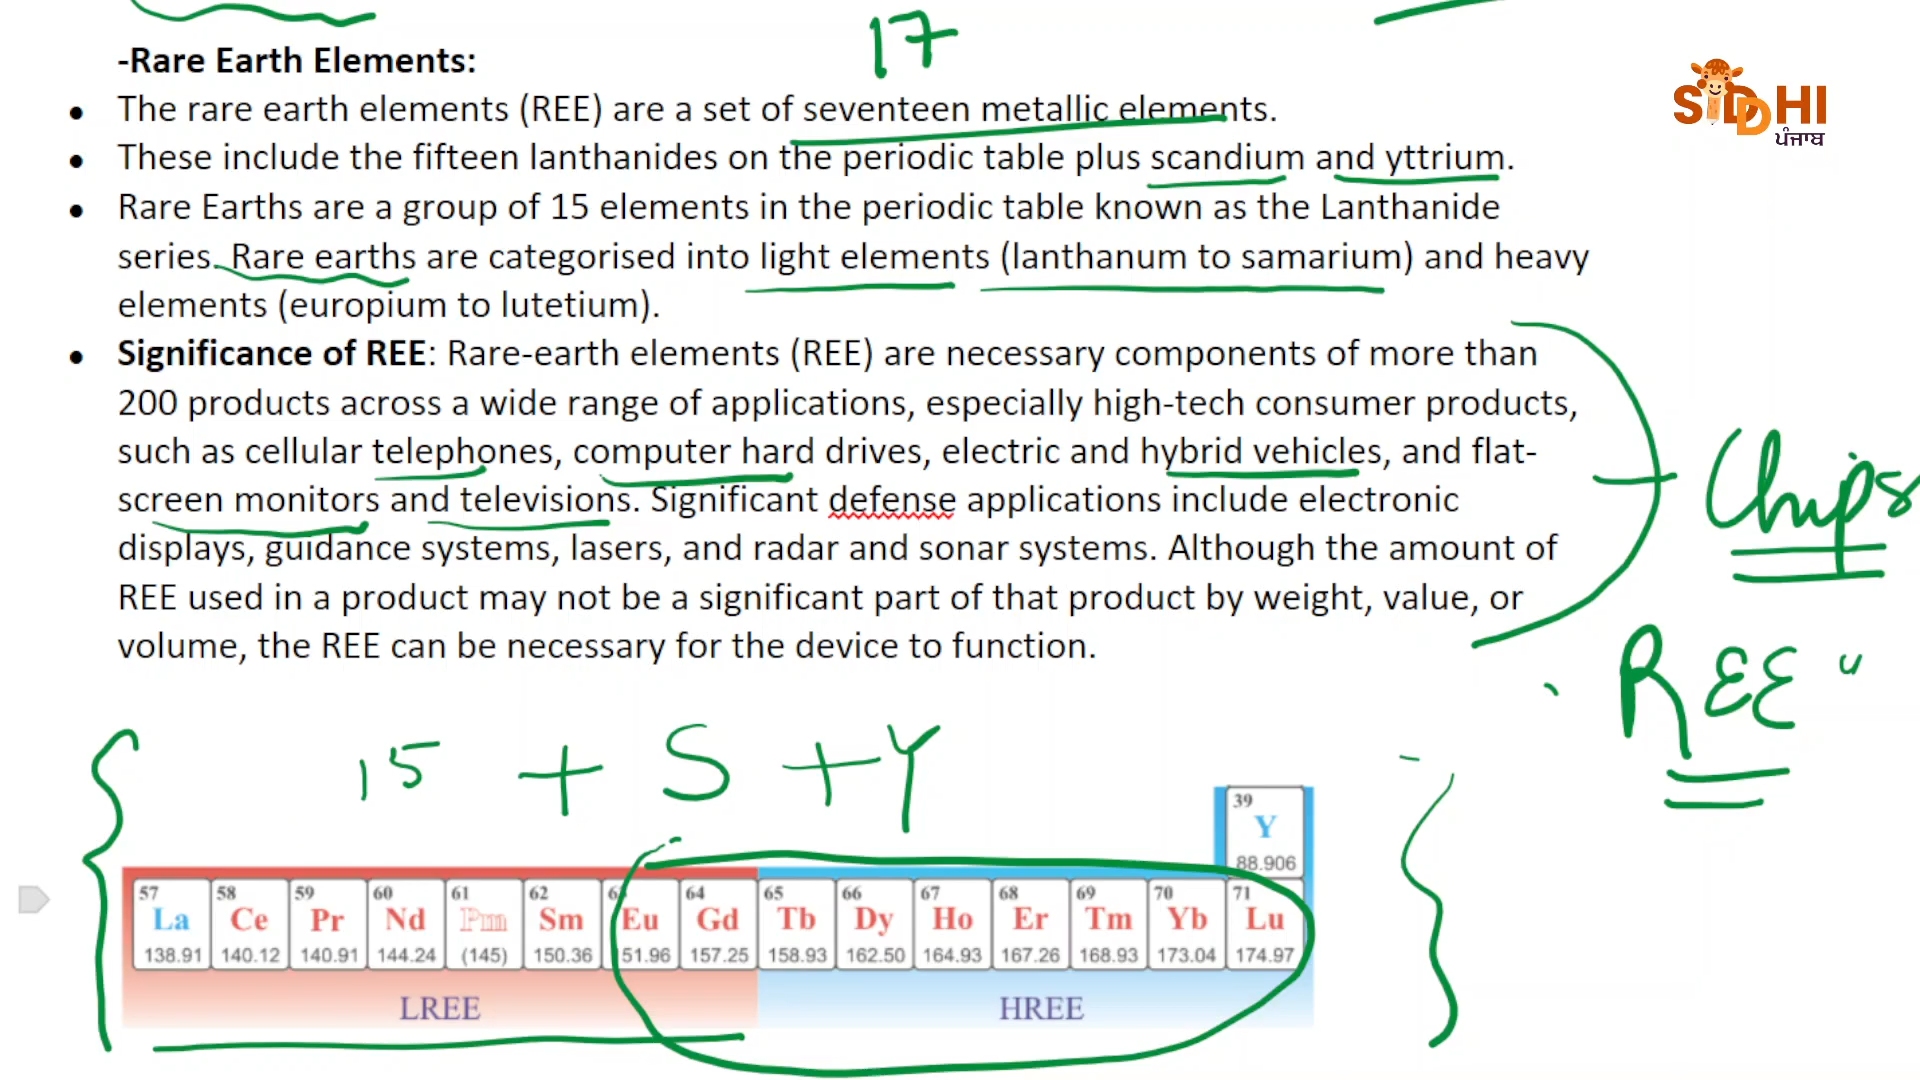 17
-Rare Earth Elements:
SIDDHI
ਪੰਜਾਬ
• The rare earth elements (REE) are a set of seventeen metallic elements.
• These include the fifteen lanthanides on the periodic table plus scandium and yttrium.
• Rare Earths are a group of 15 elements in the periodic table known as the Lanthanide
series. Rare earths are categorised into light elements (lanthanum to samarium) and heavy
elements (europium to lutetium).
• Significance of REE: Rare-earth elements (REE) are necessary components of more than
200 products across a wide range of applications, especially high-tech consumer products,
such as cellular telephones, computer hard drives, electric and hybrid vehicles, and flat-
screen monitors and televisions. Significant defense applications include electronic
displays, guidance systems, lasers, and radar and sonar systems. Although the amount of
REE used in a product may not be a significant part of that product by weight, value, or
volume, the REE can be necessary for the device to function.
Chips
REE
15 + S + Y
39
Y
88.906
57 58 59 60 61 62 63 64 65 66 67 68 69 70 71
La Ce Pr Nd Pm Sm Eu Gd Tb Dy Ho Er Tm Yb Lu
138.91 140.12 140.91 144.24 (145) 150.36 151.96 157.25 158.93 162.50 164.93 167.26 168.93 173.04 174.97
LREE HREE